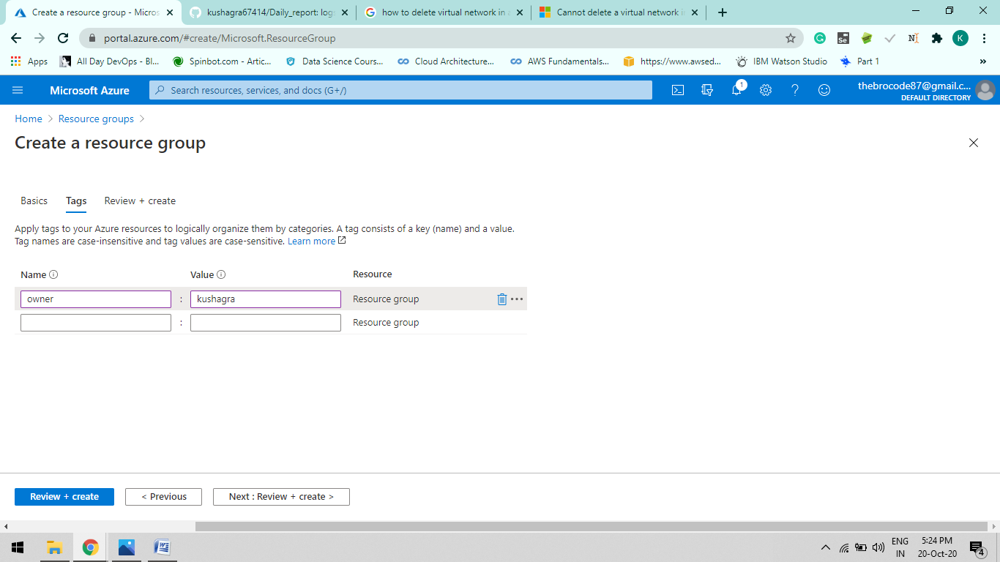 Create a resource group - Micros
kushagra67414/Daily_report: log
how to delete virtual network in
Cannot delete a virtual network
portal.azure.com/#create/Microsoft.ResourceGroup
Se
K
Apps
All Day DevOps - Bl...
Spinbot.com - Artic...
Data Science Cours...
Cloud Architecture...
AWS Fundamentals...
https://www.awsed...
IBM Watson Studio
Part 1
Microsoft Azure
Search resources, services, and docs (G+/)
1
thebrocode87@gmail.c...
DEFAULT DIRECTORY
Home > Resource groups >
Create a resource group
Basics Tags Review + create
Apply tags to your Azure resources to logically organize them by categories. A tag consists of a key (name) and a value.
Tag names are case-insensitive and tag values are case-sensitive. Learn more
Name Value Resource
owner : kushagra Resource group
: Resource group
Review + create < Previous Next : Review + create >
ENG
IN
5:24 PM
20-Oct-20
4